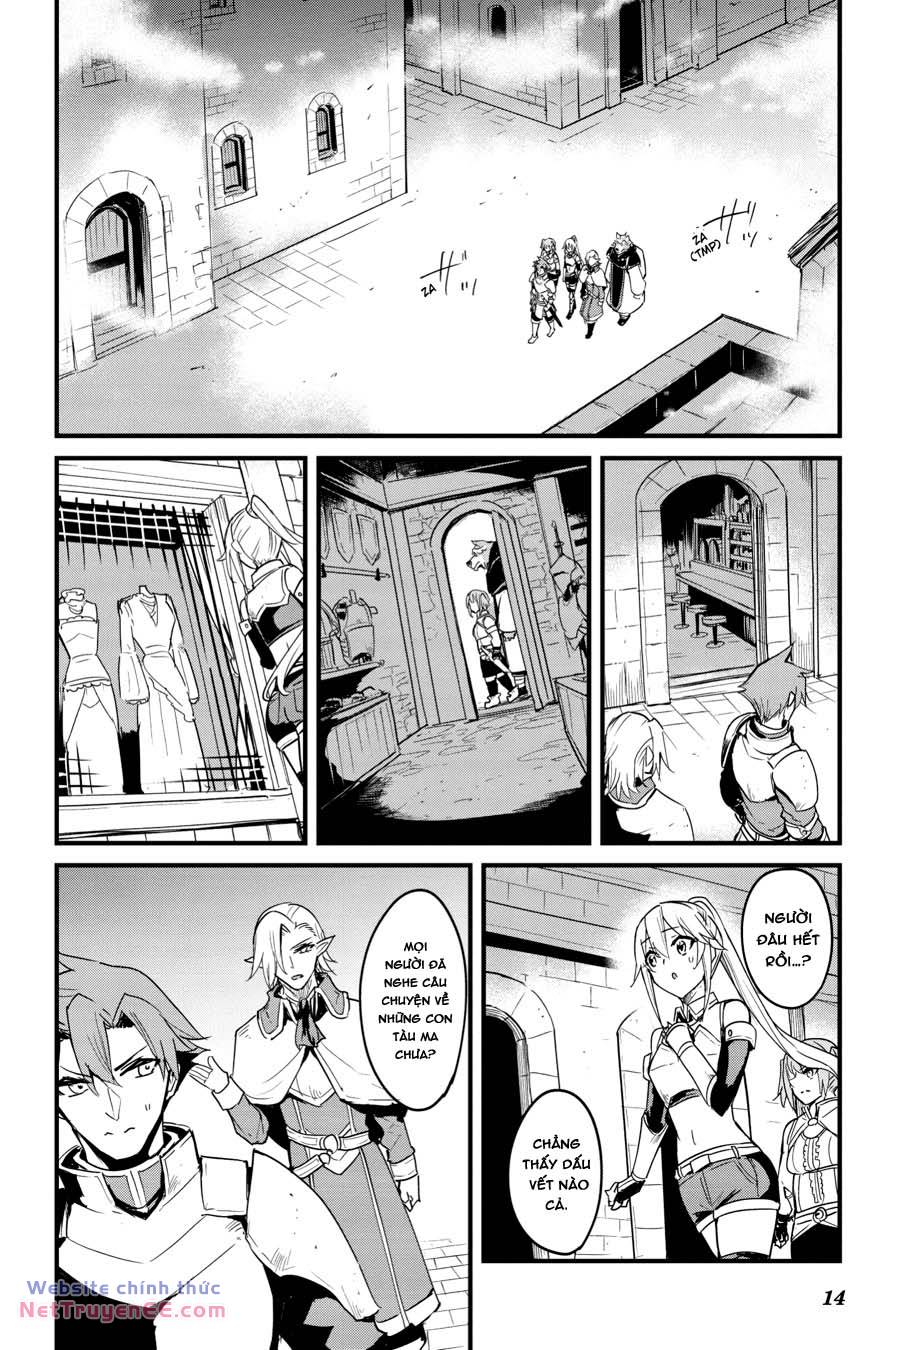 ZA
(TMP)
ZA
NGƯỜI
ĐÂU HẾT
RỒI...?
CHẲNG
THẤY DẤU
VẾT NÀO
CẢ.
MỌI
NGƯỜI ĐÃ
NGHE CÂU
CHUYỆN VỀ
NHỮNG CON
TÀU MA
CHƯA?
14
Website chính thức
NetTruyenEE.com